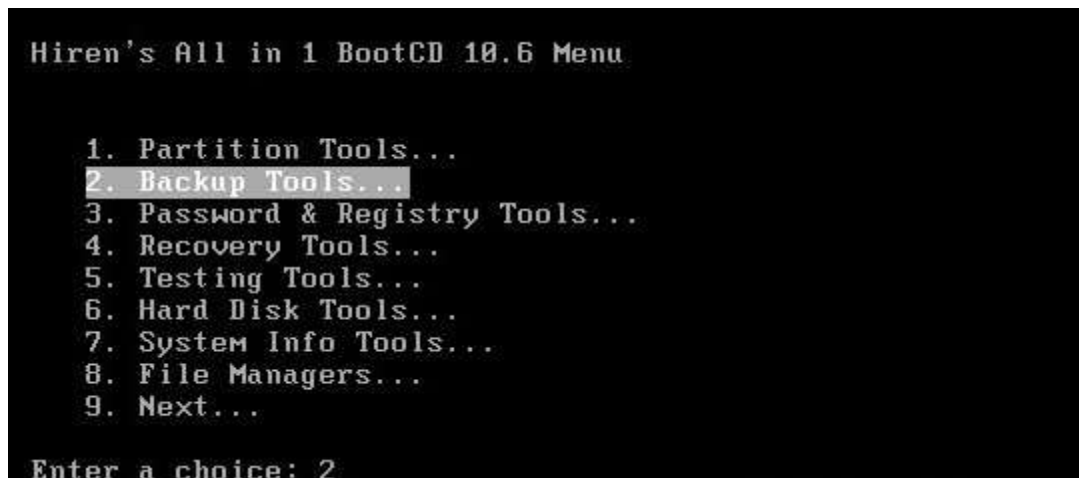 Hiren's All in 1 BootCD 10.6 Menu
1. Partition Tools...
2. Backup Tools...
3. Password & Registry Tools...
4. Recovery Tools...
5. Testing Tools...
6. Hard Disk Tools...
7. System Info Tools...
8. File Managers...
9. Next...
Enter a choice: 2